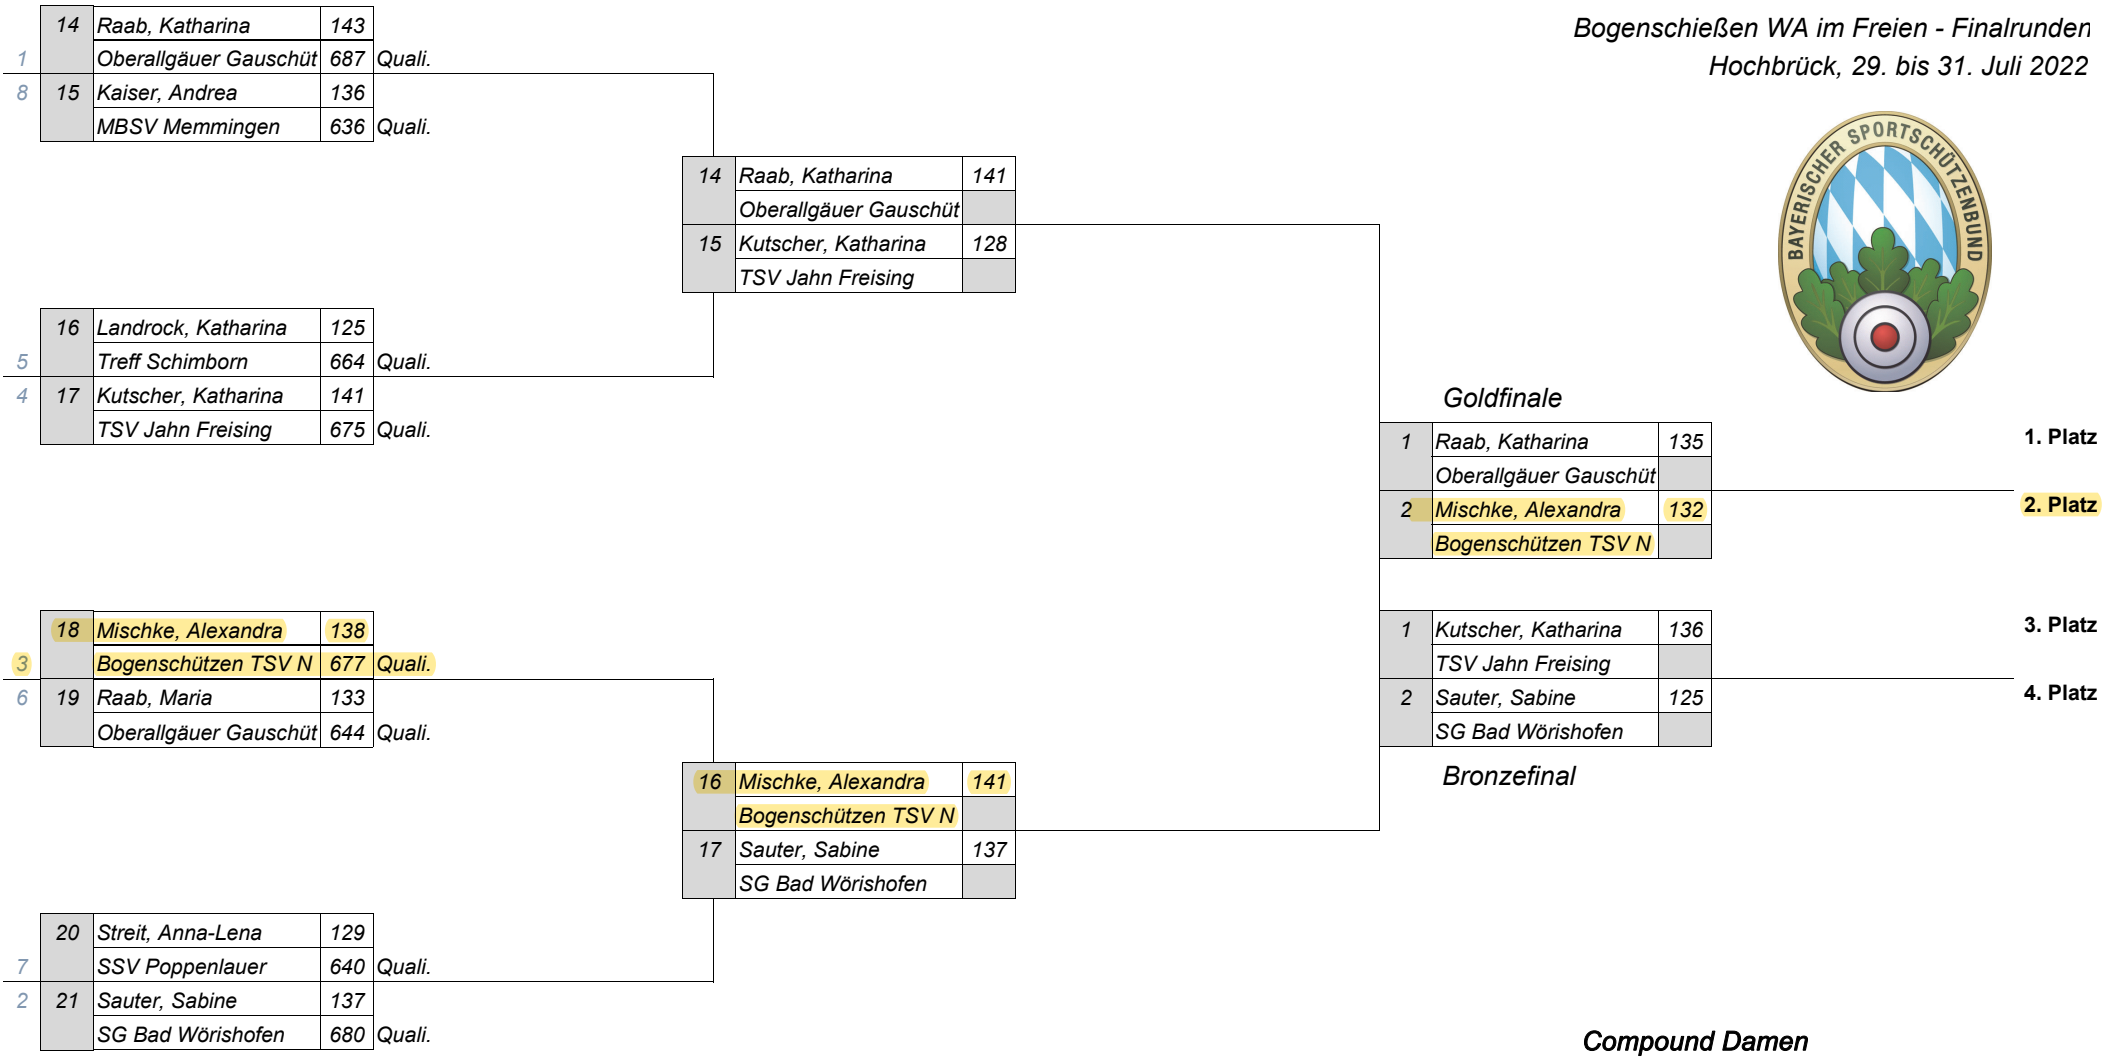 Bogenschießen WA im Freien - Finalrunden
Hochbrück, 29. bis 31. Juli 2022
BAYERISCHER SPORTSCHÜTZENBUND
14 Raab, Katharina 143
1 Oberallgäuer Gauschüt 687 Quali.
8 15 Kaiser, Andrea 136
MBSV Memmingen 636 Quali.
16 Landrock, Katharina 125
5 Treff Schimborn 664 Quali.
4 17 Kutscher, Katharina 141
TSV Jahn Freising 675 Quali.
18 Mischke, Alexandra 138
3 Bogenschützen TSV N 677 Quali.
6 19 Raab, Maria 133
Oberallgäuer Gauschüt 644 Quali.
20 Streit, Anna-Lena 129
7 SSV Poppenlauer 640 Quali.
2 21 Sauter, Sabine 137
SG Bad Wörishofen 680 Quali.
14 Raab, Katharina 141
Oberallgäuer Gauschüt
15 Kutscher, Katharina 128
TSV Jahn Freising
16 Mischke, Alexandra 141
Bogenschützen TSV N
17 Sauter, Sabine 137
SG Bad Wörishofen
Goldfinale
1 Raab, Katharina 135 1. Platz
Oberallgäuer Gauschüt
2 Mischke, Alexandra 132 2. Platz
Bogenschützen TSV N
1 Kutscher, Katharina 136 3. Platz
TSV Jahn Freising
2 Sauter, Sabine 125 4. Platz
SG Bad Wörishofen
Bronzefinal
Compound Damen